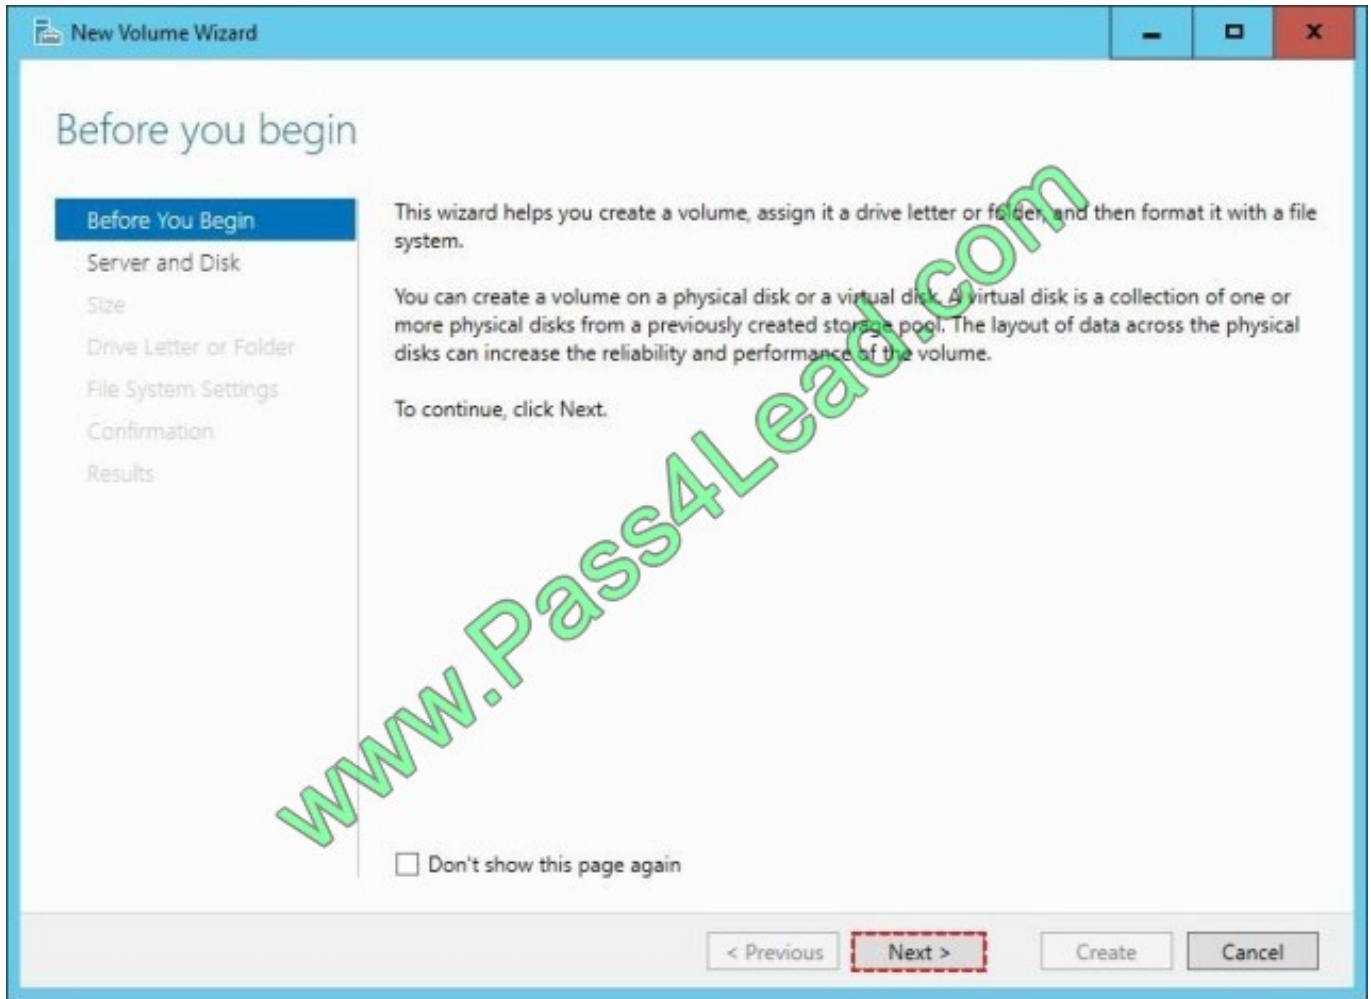 New Volume Wizard
Before you begin
Before You Begin
Server and Disk
Size
Drive Letter or Folder
File System Settings
Confirmation
Results
This wizard helps you create a volume, assign it a drive letter or folder, and then format it with a file
system.
You can create a volume on a physical disk or a virtual disk. A virtual disk is a collection of one or
more physical disks from a previously created storage pool. The layout of data across the physical
disks can increase the reliability and performance of the volume.
To continue, click Next.
www.Pass4Lead.com
Don't show this page again
< Previous
Next >
Create
Cancel